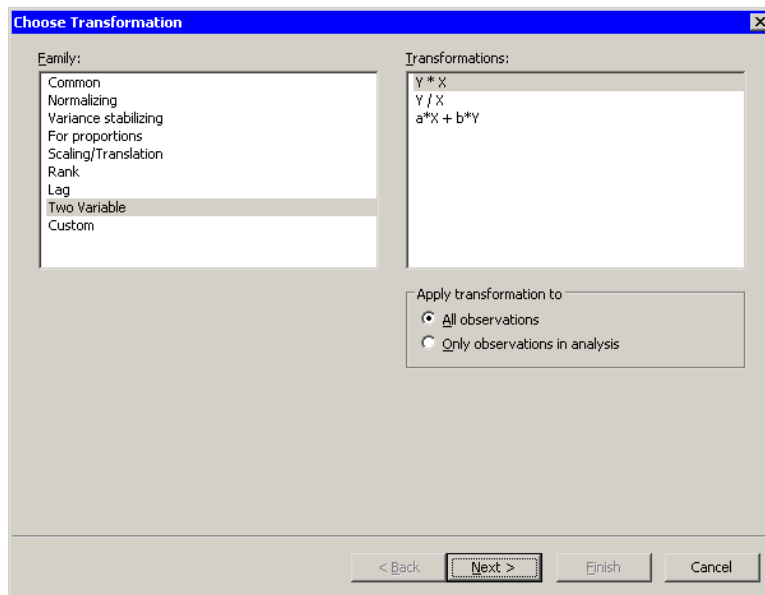 Choose Transformation
Family:
Common
Normalizing
Variance stabilizing
For proportions
Scaling/Translation
Rank
Lag
Two Variable
Custom
Transformations:
Y * X
Y / X
a*X + b*Y
Apply transformation to
All observations
Only observations in analysis
< Back
Next >
Finish
Cancel